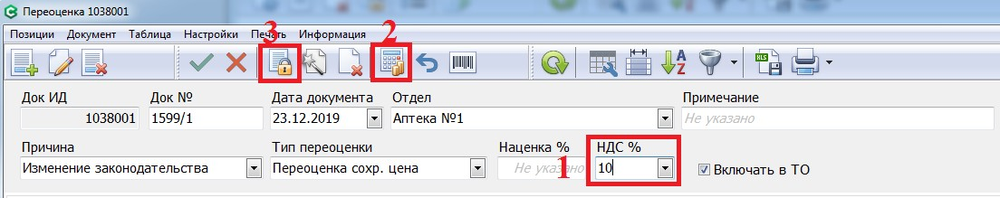 Переоценка 1038001
Позиции Документ Таблица Настройки Печать Информация
3 2
A
Z
XLS
Док ИД Док № Дата документа Отдел Примечание
1038001 1599/1 23.12.2019 Аптека №1 Не указано
Причина Тип переоценки Наценка % НДС %
Изменение законодательства Переоценка сохр. цена Не указано 1 10 Включать в ТО